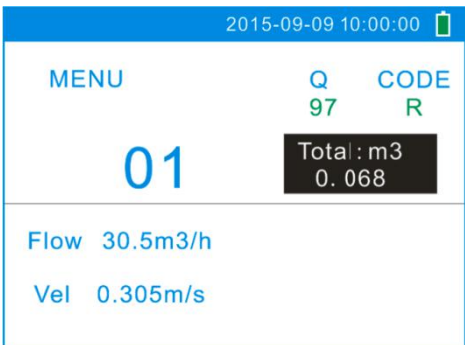 2015-09-09 10:00:00
MENU
Q CODE
97 R
01
Total: m3
0. 068
Flow 30.5m3/h
Vel 0.305m/s